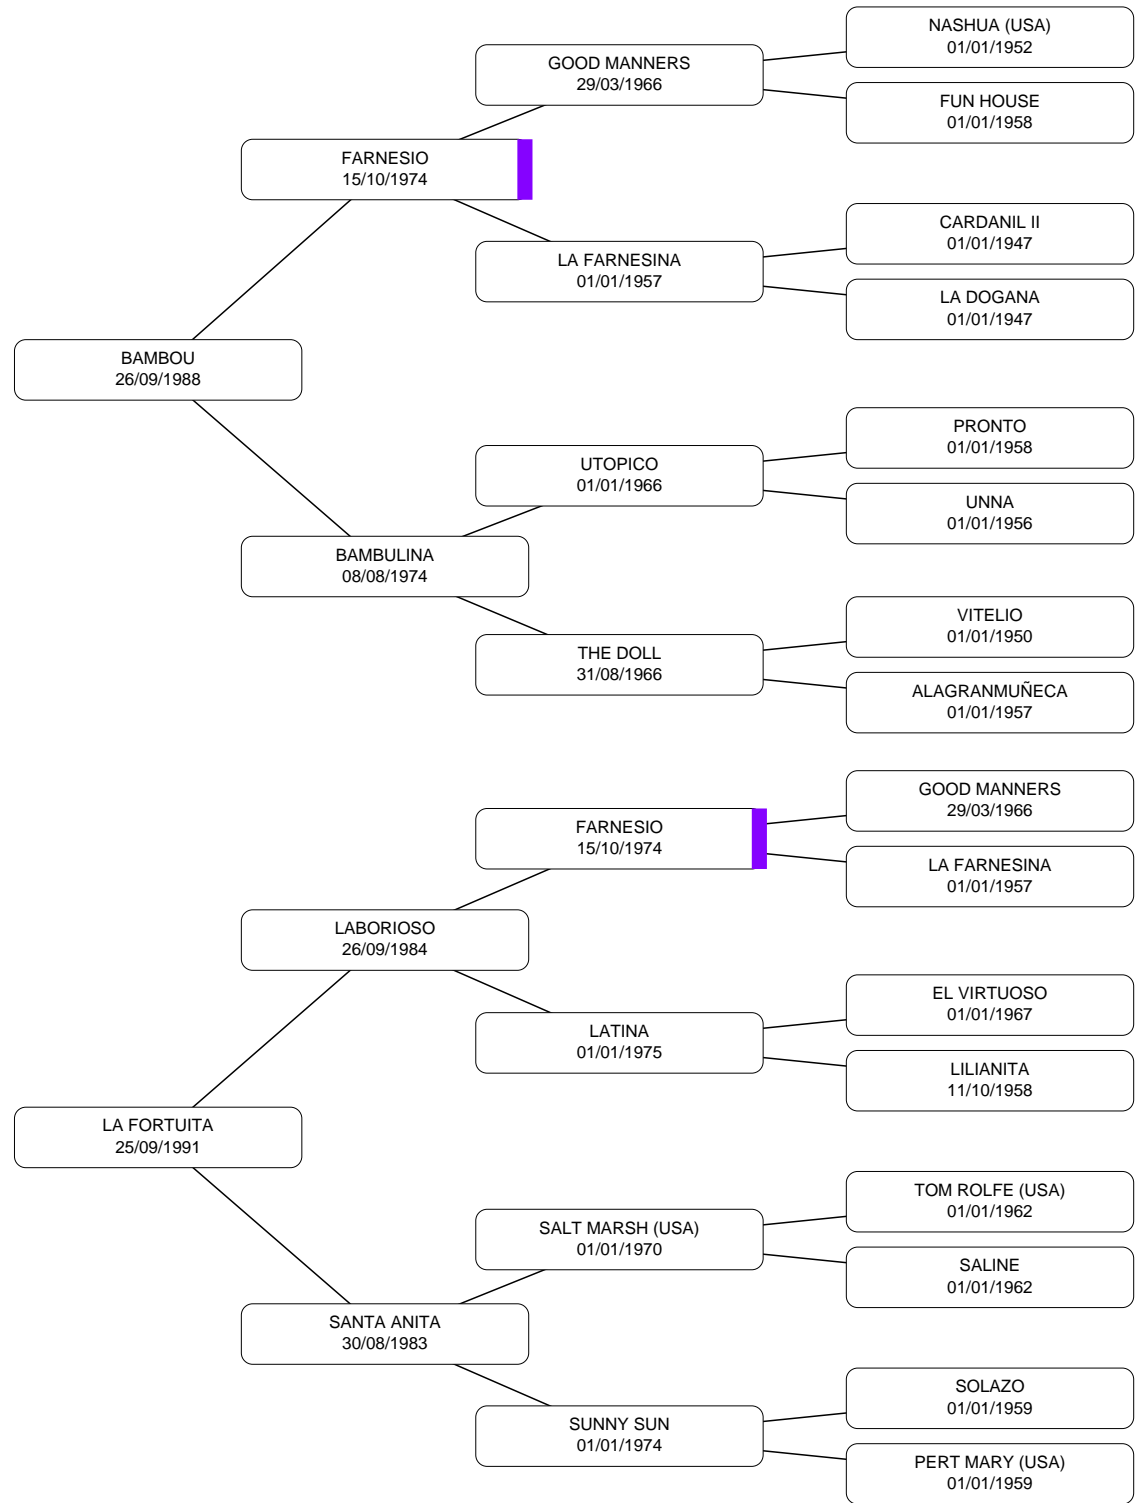 NASHUA (USA)
01/01/1952
GOOD MANNERS
29/03/1966
FUN HOUSE
01/01/1958
FARNESIO
15/10/1974
CARDANIL II
01/01/1947
LA FARNESINA
01/01/1957
LA DOGANA
01/01/1947
BAMBOU
26/09/1988
PRONTO
01/01/1958
UTOPICO
01/01/1966
UNNA
01/01/1956
BAMBULINA
08/08/1974
VITELIO
01/01/1950
THE DOLL
31/08/1966
ALAGRANMUÑECA
01/01/1957
GOOD MANNERS
29/03/1966
FARNESIO
15/10/1974
LA FARNESINA
01/01/1957
LABORIOSO
26/09/1984
EL VIRTUOSO
01/01/1967
LATINA
01/01/1975
LILIANITA
11/10/1958
LA FORTUITA
25/09/1991
TOM ROLFE (USA)
01/01/1962
SALT MARSH (USA)
01/01/1970
SALINE
01/01/1962
SANTA ANITA
30/08/1983
SOLAZO
01/01/1959
SUNNY SUN
01/01/1974
PERT MARY (USA)
01/01/1959